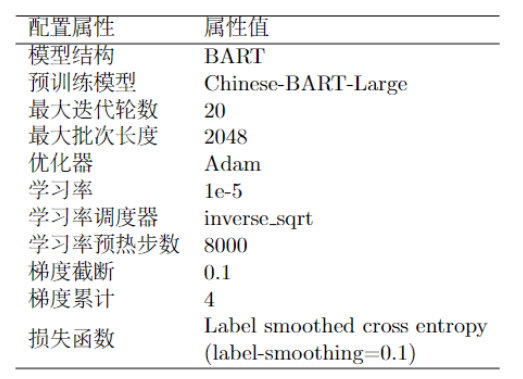 配置属性 属性值
模型结构 BART
预训练模型 Chinese-BART-Large
最大迭代轮数 20
最大批次长度 2048
优化器 Adam
学习率 1e-5
学习率调度器 inverse_sqrt
学习率预热步数 8000
梯度截断 0.1
梯度累计 4
损失函数 Label smoothed cross entropy
(label-smoothing=0.1)